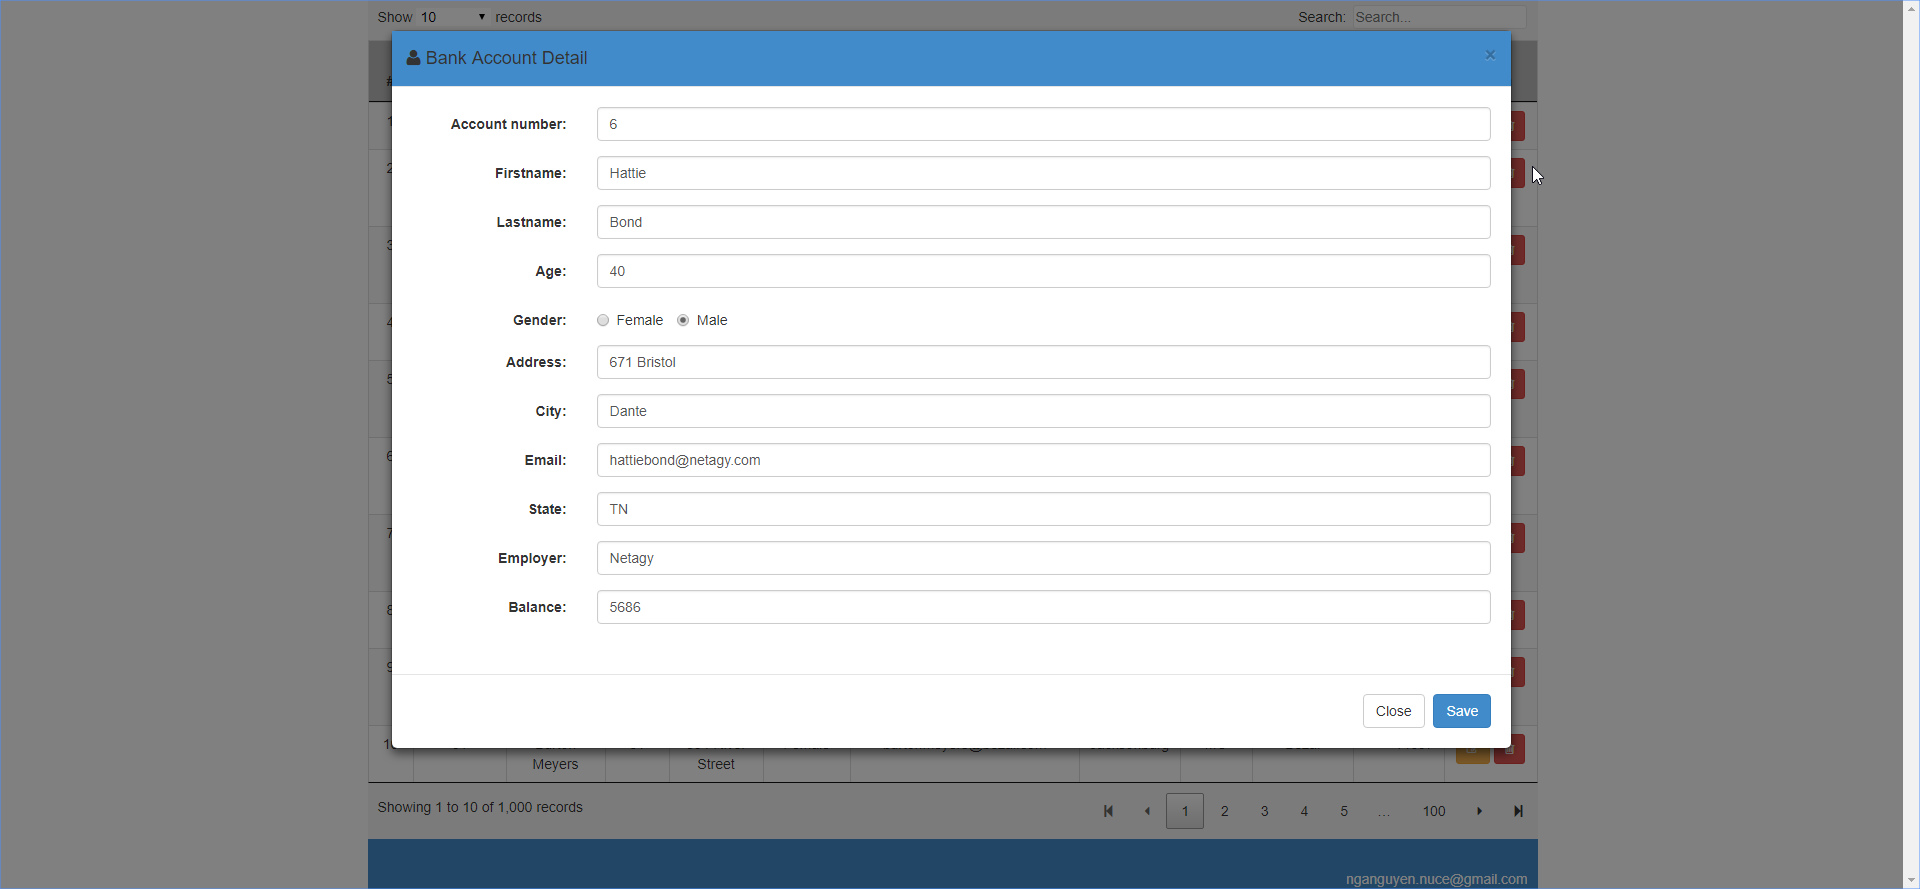 Show 10 records Search: Search...
Bank Account Detail ×
#
Account number: 6
Firstname: Hattie
Lastname: Bond
Age: 40
Gender: Female Male
Address: 671 Bristol
City: Dante
Email: hattiebond@netagy.com
State: TN
Employer: Netagy
Balance: 5686
Close Save
Meyers Street
Showing 1 to 10 of 1,000 records 1 2 3 4 5 ... 100
nganguyen.nuce@gmail.com